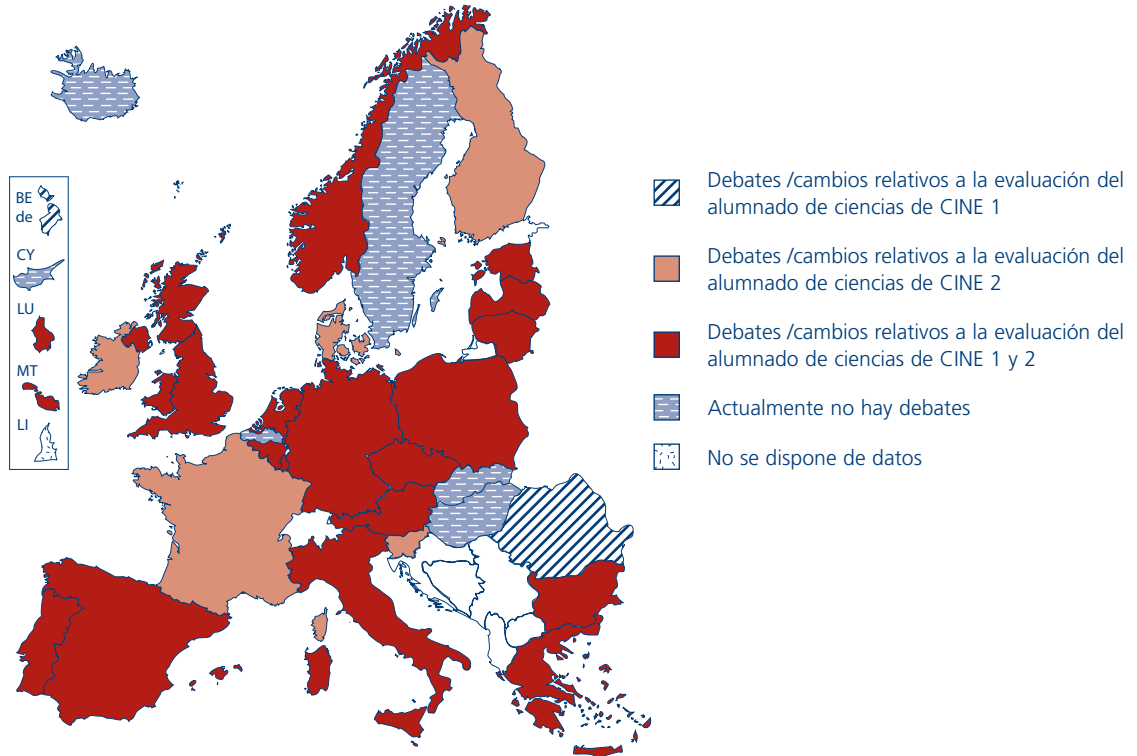 BE
de
CY
LU
MT
LI
Debates /cambios relativos a la evaluación del
alumnado de ciencias de CINE 1
Debates /cambios relativos a la evaluación del
alumnado de ciencias de CINE 2
Debates /cambios relativos a la evaluación del
alumnado de ciencias de CINE 1 y 2
Actualmente no hay debates
No se dispone de datos